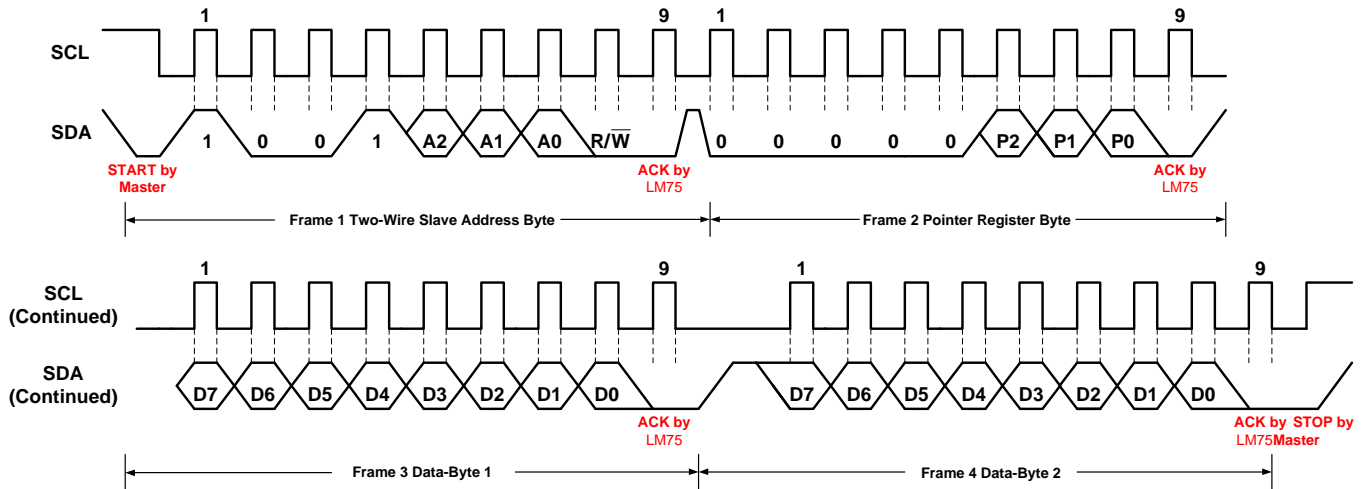 1 9 1 9
SCL
SDA
1 0 0 1 A2 A1 A0 R/W̅ 0 0 0 0 0 P2 P1 P0
START by Master
ACK by LM75
ACK by LM75
Frame 1 Two-Wire Slave Address Byte
Frame 2 Pointer Register Byte
1 9 1 9
SCL (Continued)
SDA (Continued)
D7 D6 D5 D4 D3 D2 D1 D0 D7 D6 D5 D4 D3 D2 D1 D0
ACK by LM75
ACK by LM75
STOP by Master
Frame 3 Data-Byte 1
Frame 4 Data-Byte 2